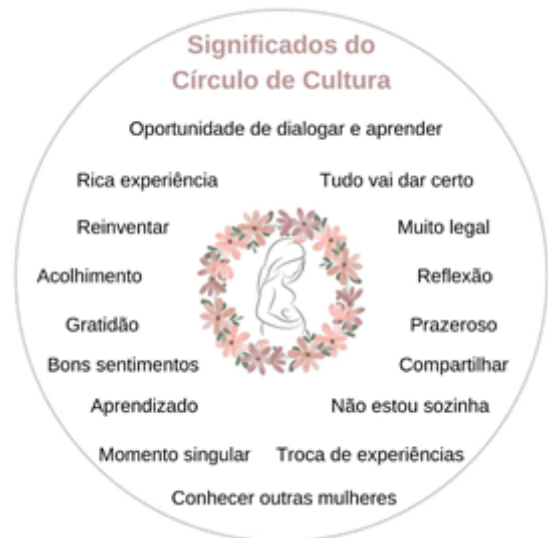 Significados do
Círculo de Cultura
Oportunidade de dialogar e aprender
Rica experiência
Tudo vai dar certo
Reinventar
Muito legal
Acolhimento
Reflexão
Gratidão
Prazeroso
Bons sentimentos
Compartilhar
Aprendizado
Não estou sozinha
Momento singular
Troca de experiências
Conhecer outras mulheres